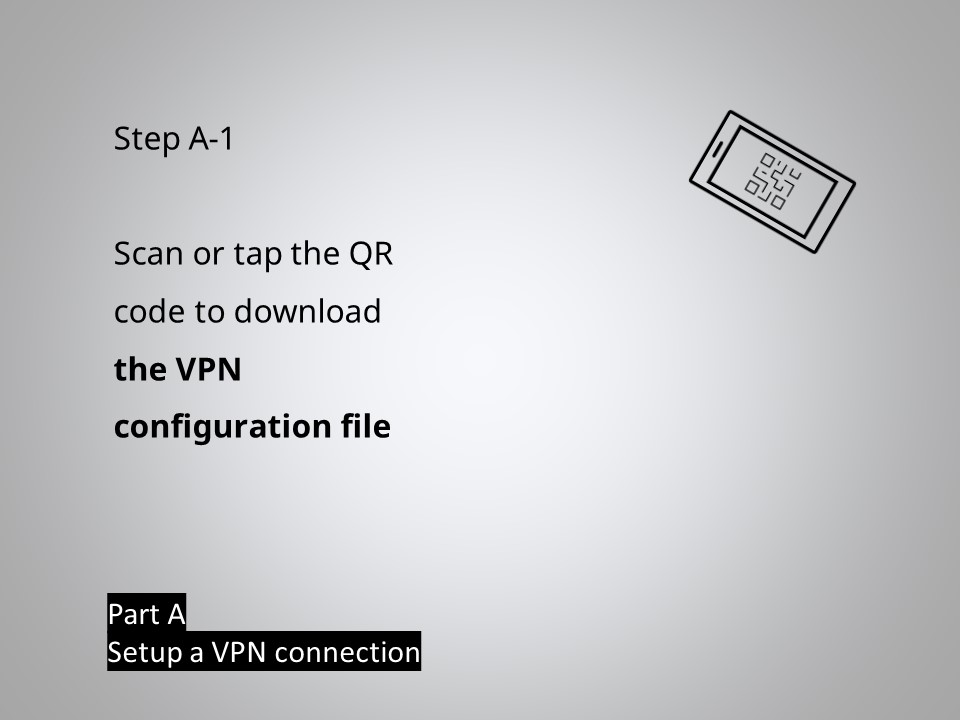 Step A-1
Scan or tap the QR
code to download
the VPN
configuration file
Part A
Setup a VPN connection